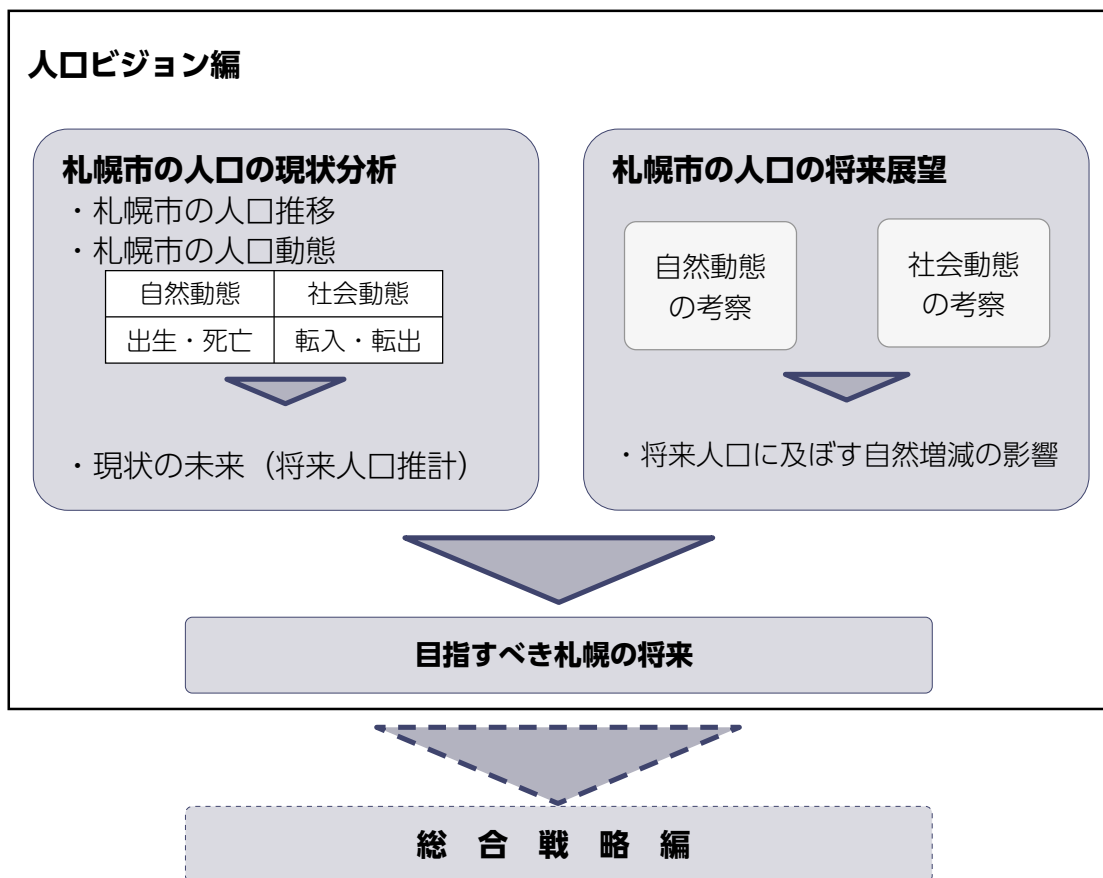 人口ビジョン編
札幌市の人口の現状分析
・札幌市の人口推移
・札幌市の人口動態
自然動態 社会動態
出生・死亡 転入・転出
・現状の未来（将来人口推計）
札幌市の人口の将来展望
自然動態
の考察
社会動態
の考察
・将来人口に及ぼす自然増減の影響
目指すべき札幌の将来
総 合 戦 略 編